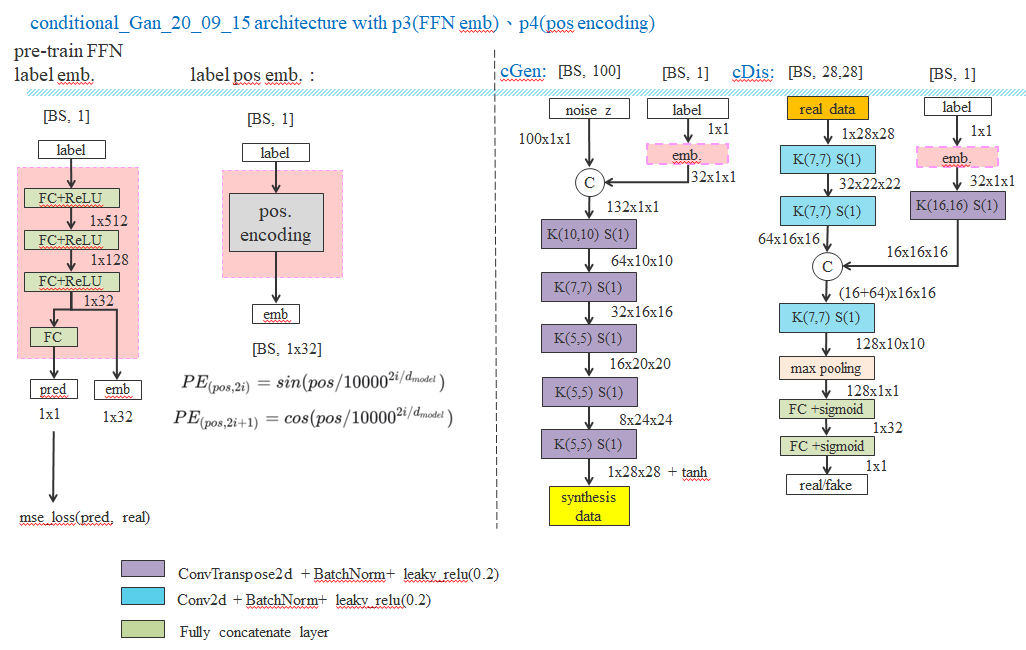 conditional_Gan_20_09_15 architecture with p3(FFN emb)、p4(pos encoding)
pre-train FFN
label emb.
label pos emb. :
cGen: [BS, 100]
[BS, 1]
cDis: [BS, 28,28]
[BS, 1]
[BS, 1]
label
FC+ReLU
1x512
FC+ReLU
1x128
FC+ReLU
1x32
FC
pred
emb
1x1
1x32
mse_loss(pred, real)
[BS, 1]
label
pos.
encoding
emb
[BS, 1x32]
PE(pos,2i) = sin(pos/10000^2i/dmodel)
PE(pos,2i+1) = cos(pos/10000^2i/dmodel)
noise z
label
100x1x1
1x1
emb.
32x1x1
C
132x1x1
K(10,10) S(1)
64x10x10
K(7,7) S(1)
32x16x16
K(5,5) S(1)
16x20x20
K(5,5) S(1)
8x24x24
K(5,5) S(1)
1x28x28 + tanh
synthesis
data
real data
label
1x28x28
1x1
K(7,7) S(1)
emb.
32x22x22
32x1x1
K(7,7) S(1)
K(16,16) S(1)
64x16x16
16x16x16
C
(16+64)x16x16
K(7,7) S(1)
128x10x10
max pooling
128x1x1
FC +sigmoid
1x32
FC +sigmoid
1x1
real/fake
ConvTranspose2d + BatchNorm+ leaky_relu(0.2)
Conv2d + BatchNorm+ leaky_relu(0.2)
Fully concatenate layer